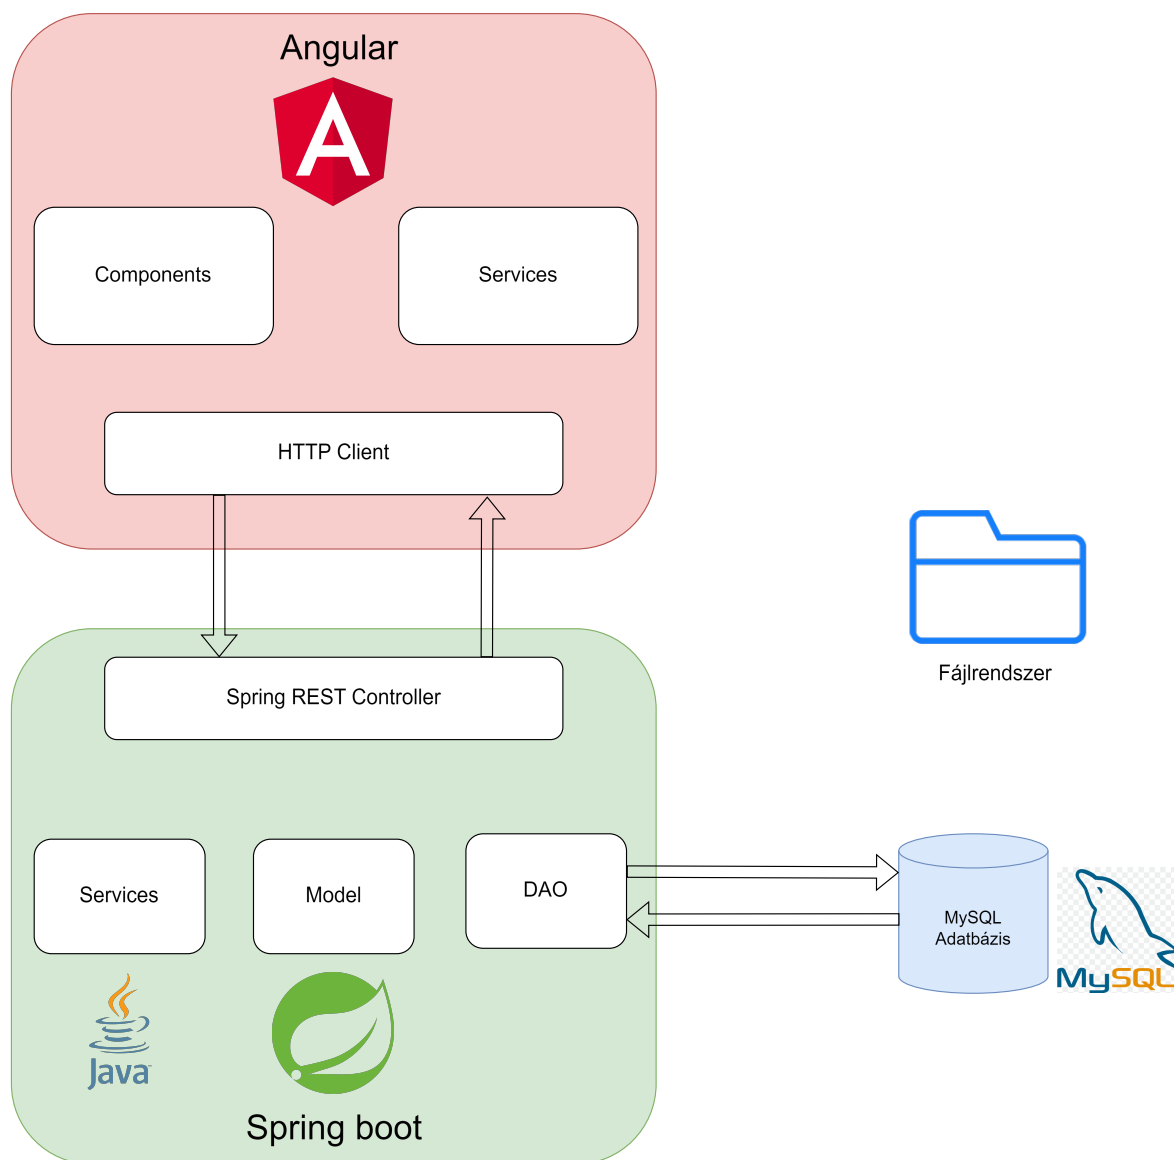 Angular
A
Components
Services
HTTP Client
Fájlrendszer
Spring REST Controller
Services
Model
DAO
MySQL
Adatbázis
MySQL
Java
Spring boot